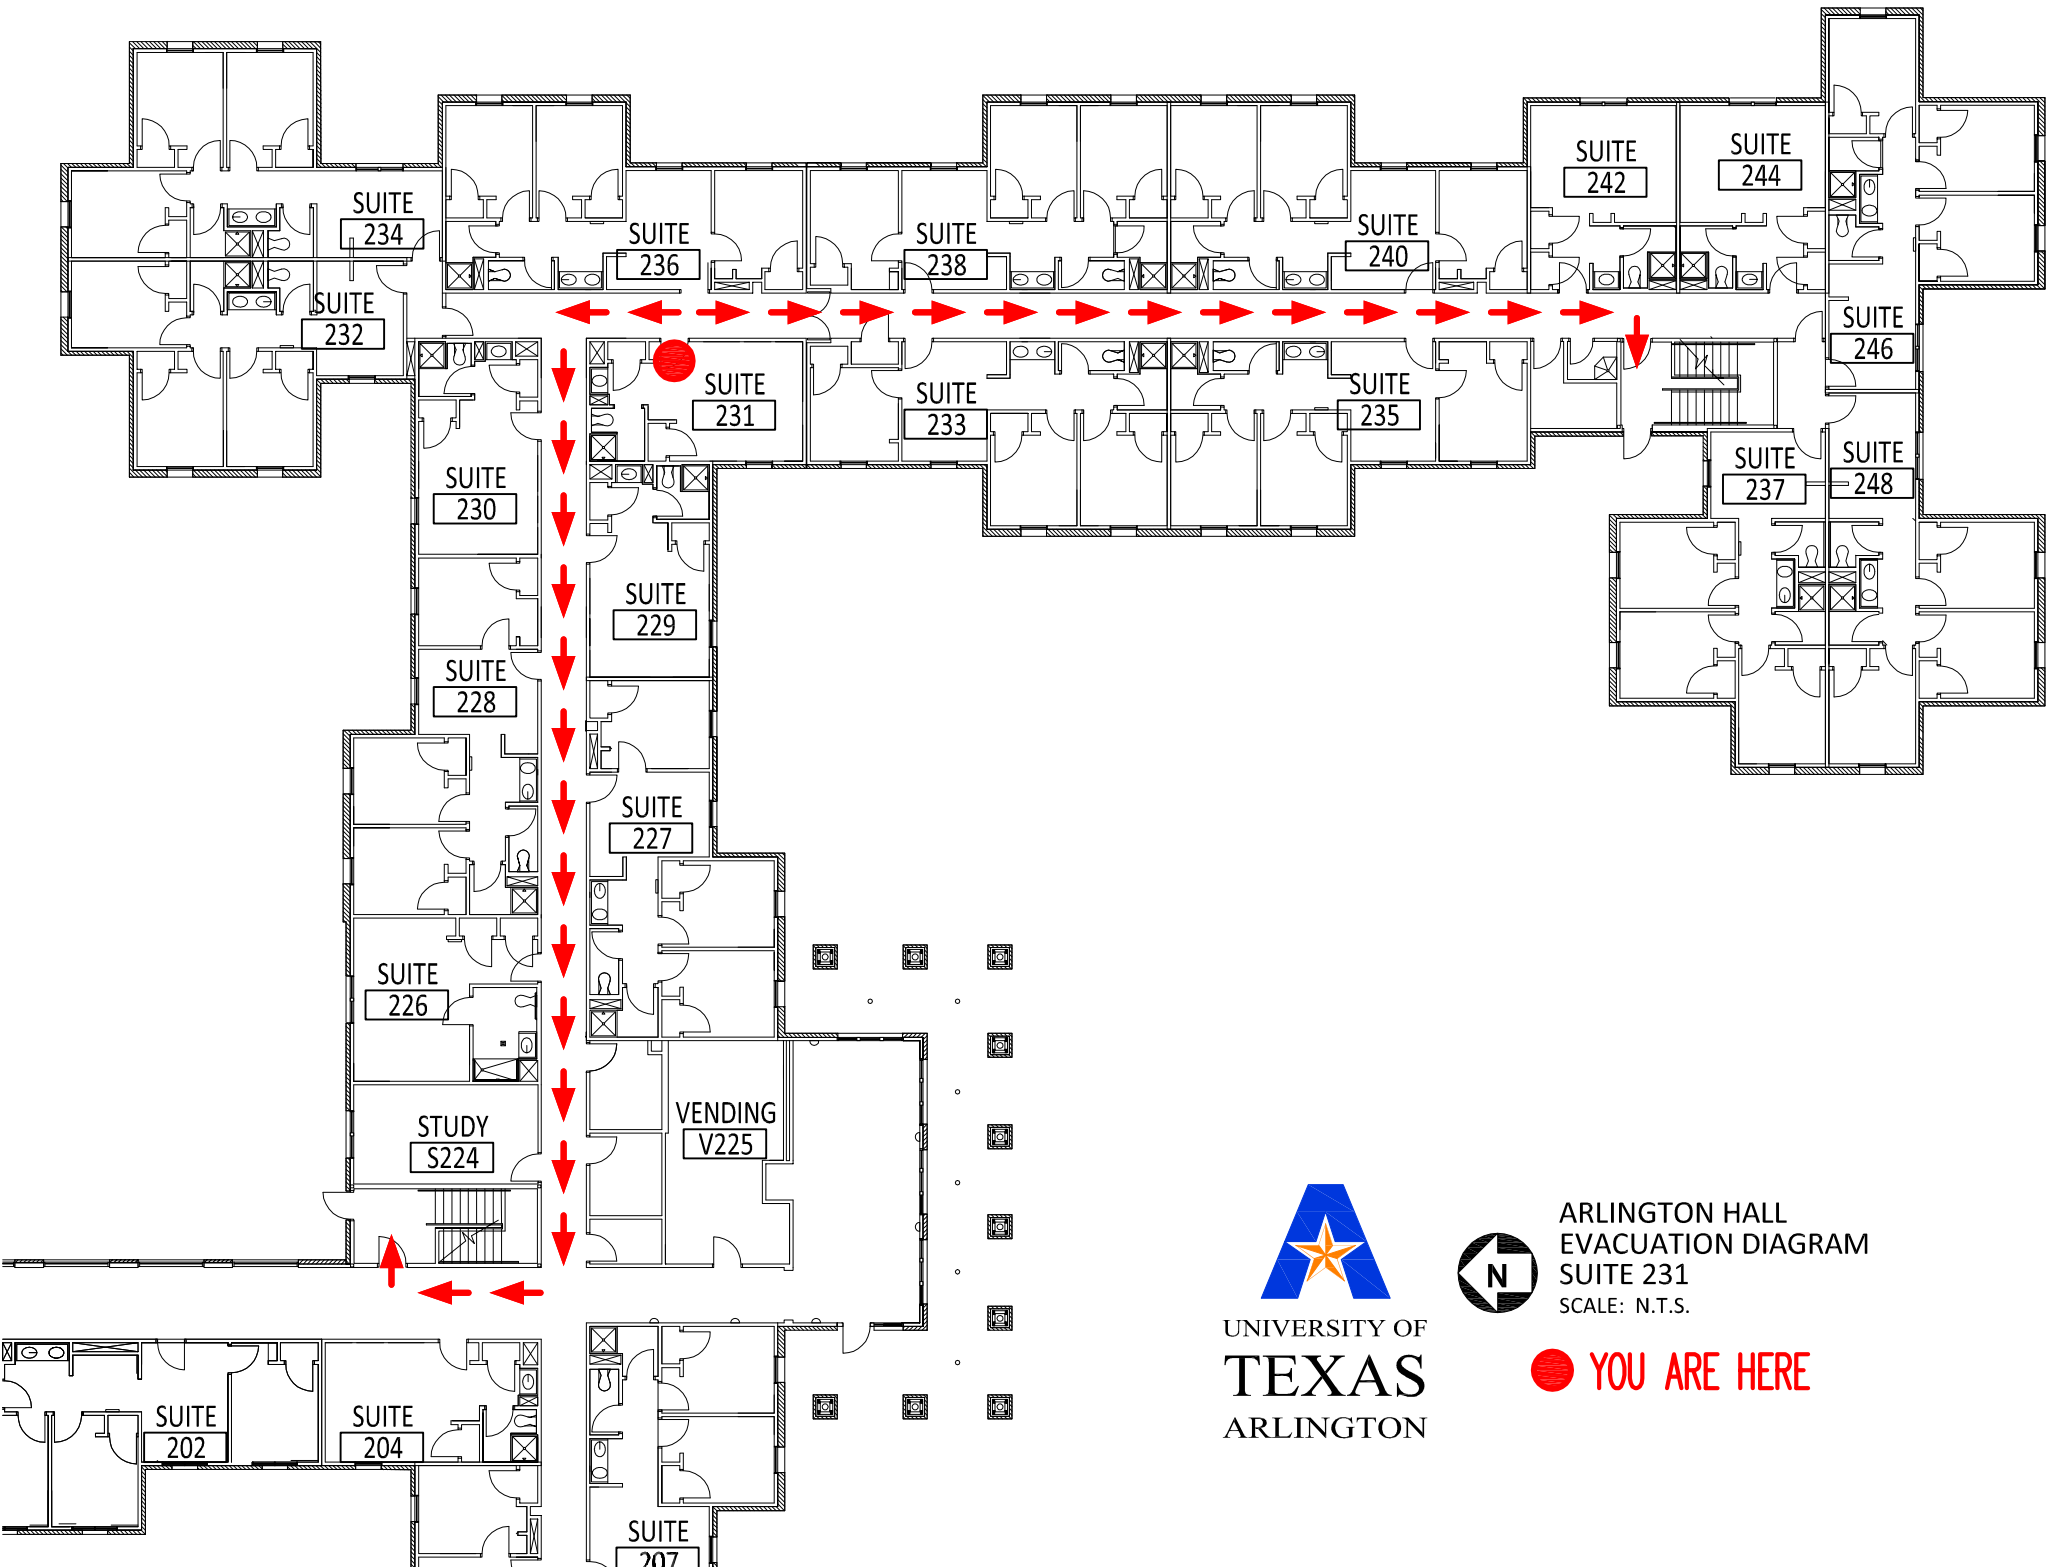 SUITE
234
SUITE
232
SUITE
236
SUITE
238
SUITE
240
SUITE
242
SUITE
244
SUITE
246
SUITE
231
SUITE
233
SUITE
235
SUITE
237
SUITE
248
SUITE
230
SUITE
229
SUITE
228
SUITE
227
SUITE
226
STUDY
S224
VENDING
V225
SUITE
202
SUITE
204
SUITE
207
UNIVERSITY OF
TEXAS
ARLINGTON
N
ARLINGTON HALL
EVACUATION DIAGRAM
SUITE 231
SCALE: N.T.S.
YOU ARE HERE